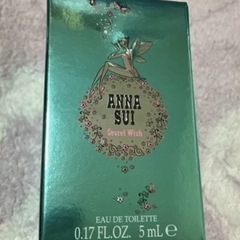 ANNA
SUI
Secret Wish
EAU DE TOILETTE
0.17 FL.OZ. 5 mL ℮